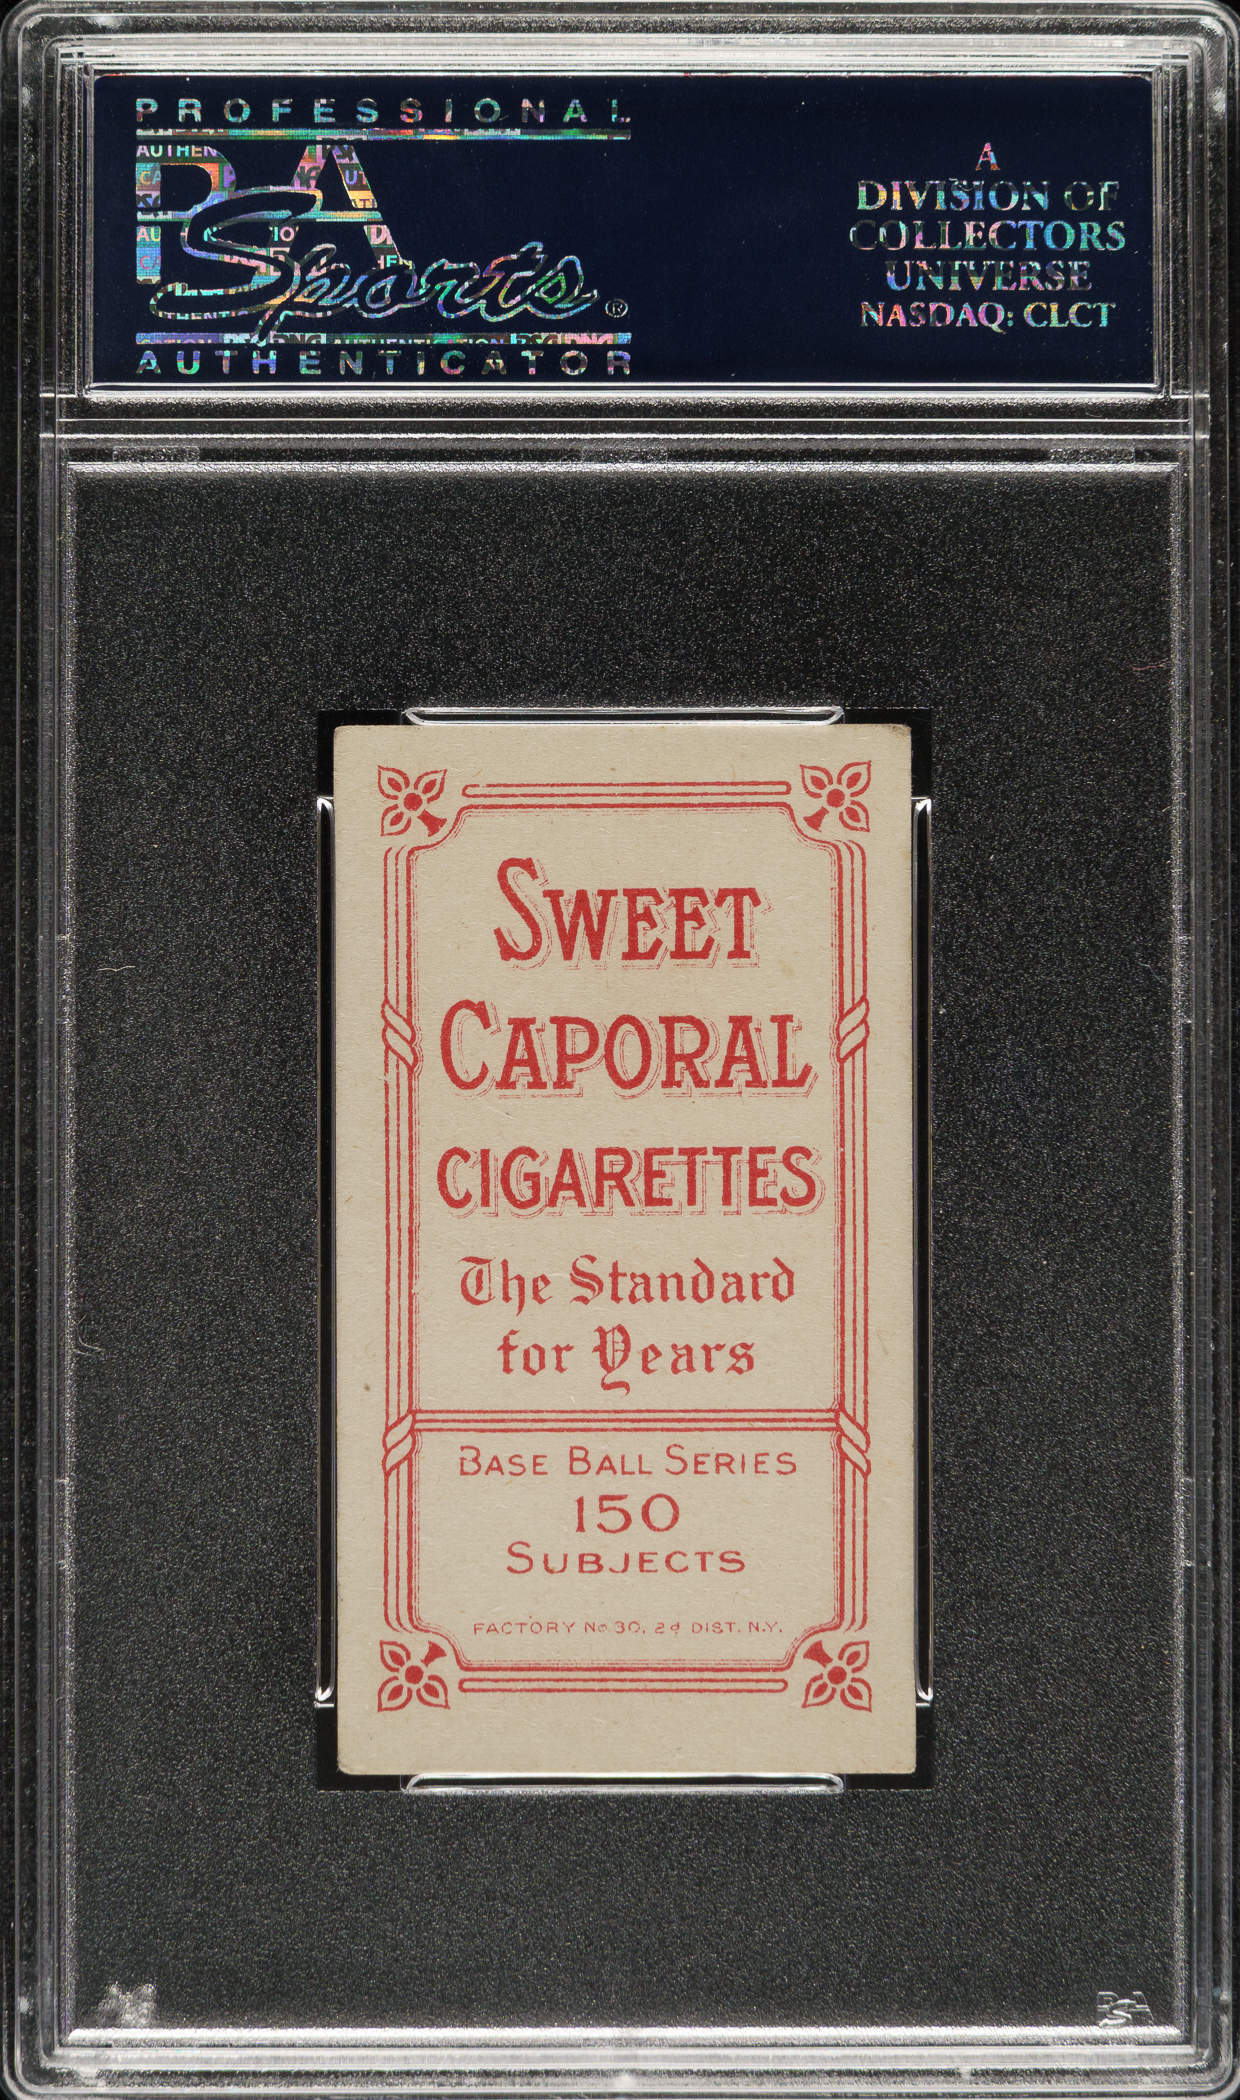 PROFESSIONAL
PSA
Sports®
AUTHENTICATOR
A
DIVISION OF
COLLECTORS
UNIVERSE
NASDAQ: CLCT
SWEET
CAPORAL
CIGARETTES
The Standard
for Years
BASE BALL SERIES
150
SUBJECTS
FACTORY No 30, 2d DIST. N.Y.
PSA